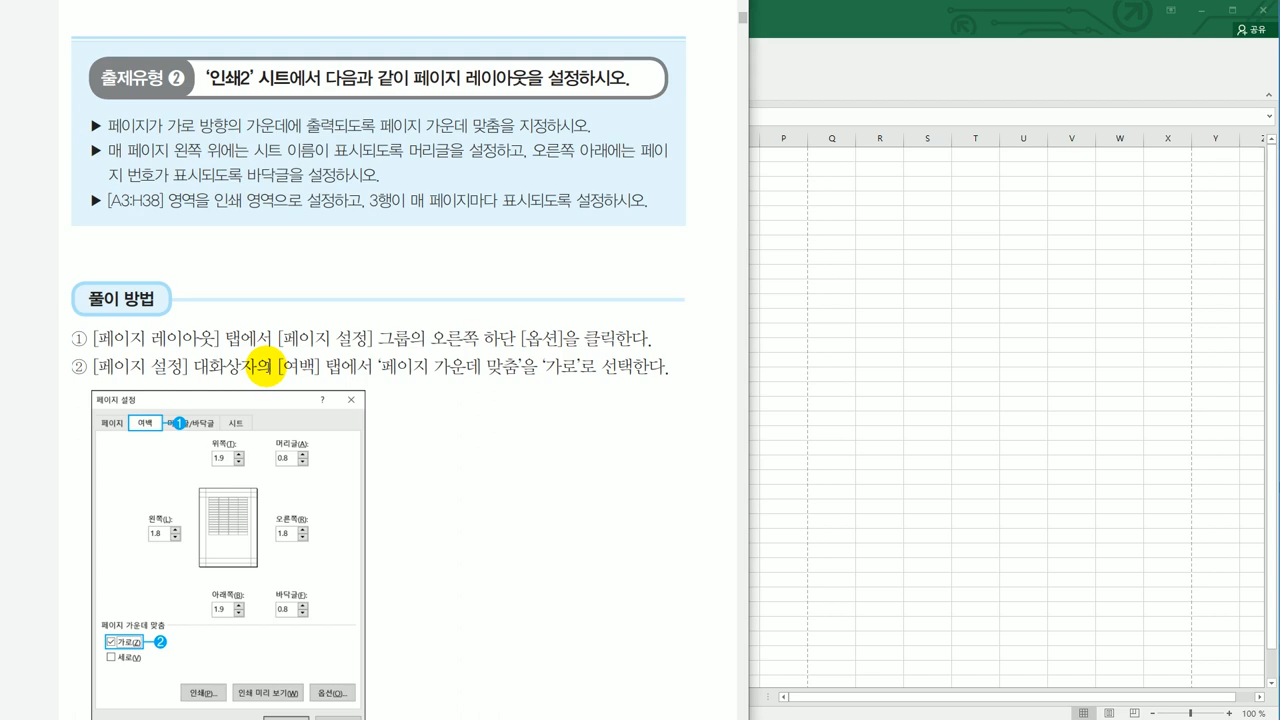 출제유형 ❷ ‘인쇄2’ 시트에서 다음과 같이 페이지 레이아웃을 설정하시오.
▶ 페이지가 가로 방향의 가운데에 출력되도록 페이지 가운데 맞춤을 지정하시오.
▶ 매 페이지 왼쪽 위에는 시트 이름이 표시되도록 머리글을 설정하고, 오른쪽 아래에는 페이
지 번호가 표시되도록 바닥글을 설정하시오.
▶ [A3:H38] 영역을 인쇄 영역으로 설정하고, 3행이 매 페이지마다 표시되도록 설정하시오.
풀이 방법
① [페이지 레이아웃] 탭에서 [페이지 설정] 그룹의 오른쪽 하단 [옵션]을 클릭한다.
② [페이지 설정] 대화상자의 [여백] 탭에서 ‘페이지 가운데 맞춤’을 ‘가로’로 선택한다.
페이지 설정 ? ×
페이지 여백 1 글/바닥글 시트
위쪽(T): 머리글(A):
1.9 0.8
왼쪽(L): 오른쪽(R):
1.8 1.8
아래쪽(B): 바닥글(F):
1.9 0.8
페이지 가운데 맞춤
가로(Z) 2
세로(V)
인쇄(P)... 인쇄 미리 보기(W) 옵션(O)...
공유
P Q R S T U V W X Y
100 %